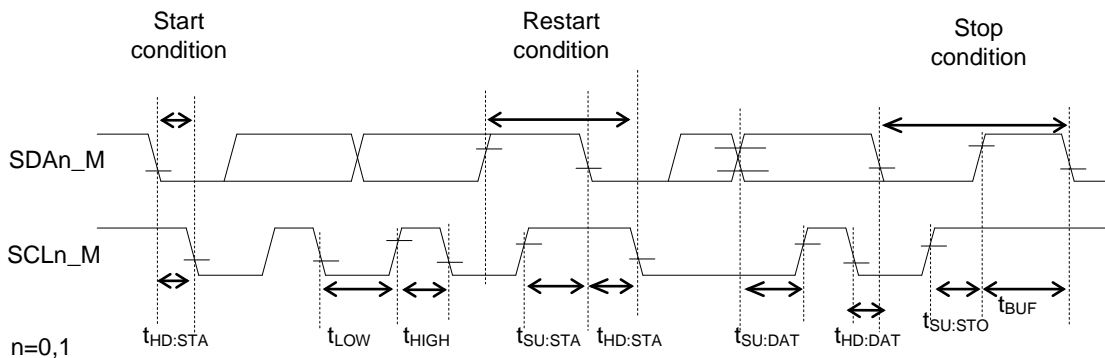 Start
condition
Restart
condition
Stop
condition
SDAn_M
SCLn_M
tHD:STA
tLOW
tHIGH
tSU:STA
tHD:STA
tSU:DAT
tHD:DAT
tSU:STO
tBUF
n=0,1